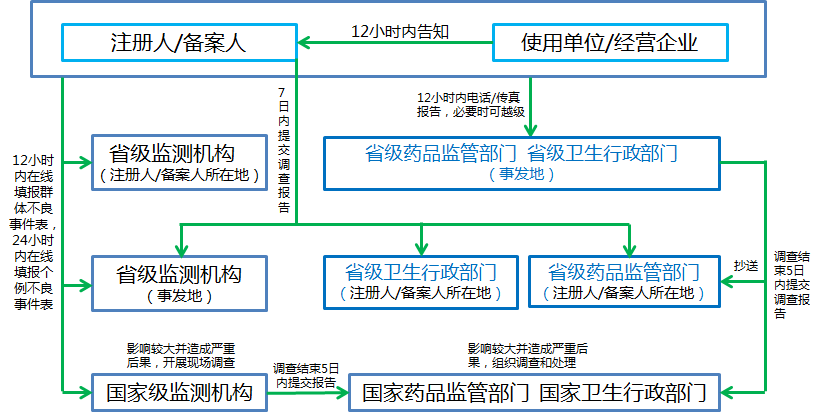 注册人/备案人
12小时内告知
使用单位/经营企业
7
日
内
提
交
调
查
报
告
12小时内电话/传真
报告，必要时可越级
12小时
内在线
填报群
体不良
事件表，
24小时
内在线
填报个
例不良
事件表
省级监测机构
（注册人/备案人所在地）
省级药品监管部门 省级卫生行政部门
（事发地）
省级监测机构
（事发地）
省级卫生行政部门
（注册人/备案人所在地）
省级药品监管部门
（注册人/备案人所在地）
抄送
调查结
束5日
内提交
调查报
告
影响较大并造成严重
后果，开展现场调查
国家级监测机构
调查结束5日
内提交报告
影响较大并造成严重后
果，组织调查和处理
国家药品监管部门 国家卫生行政部门